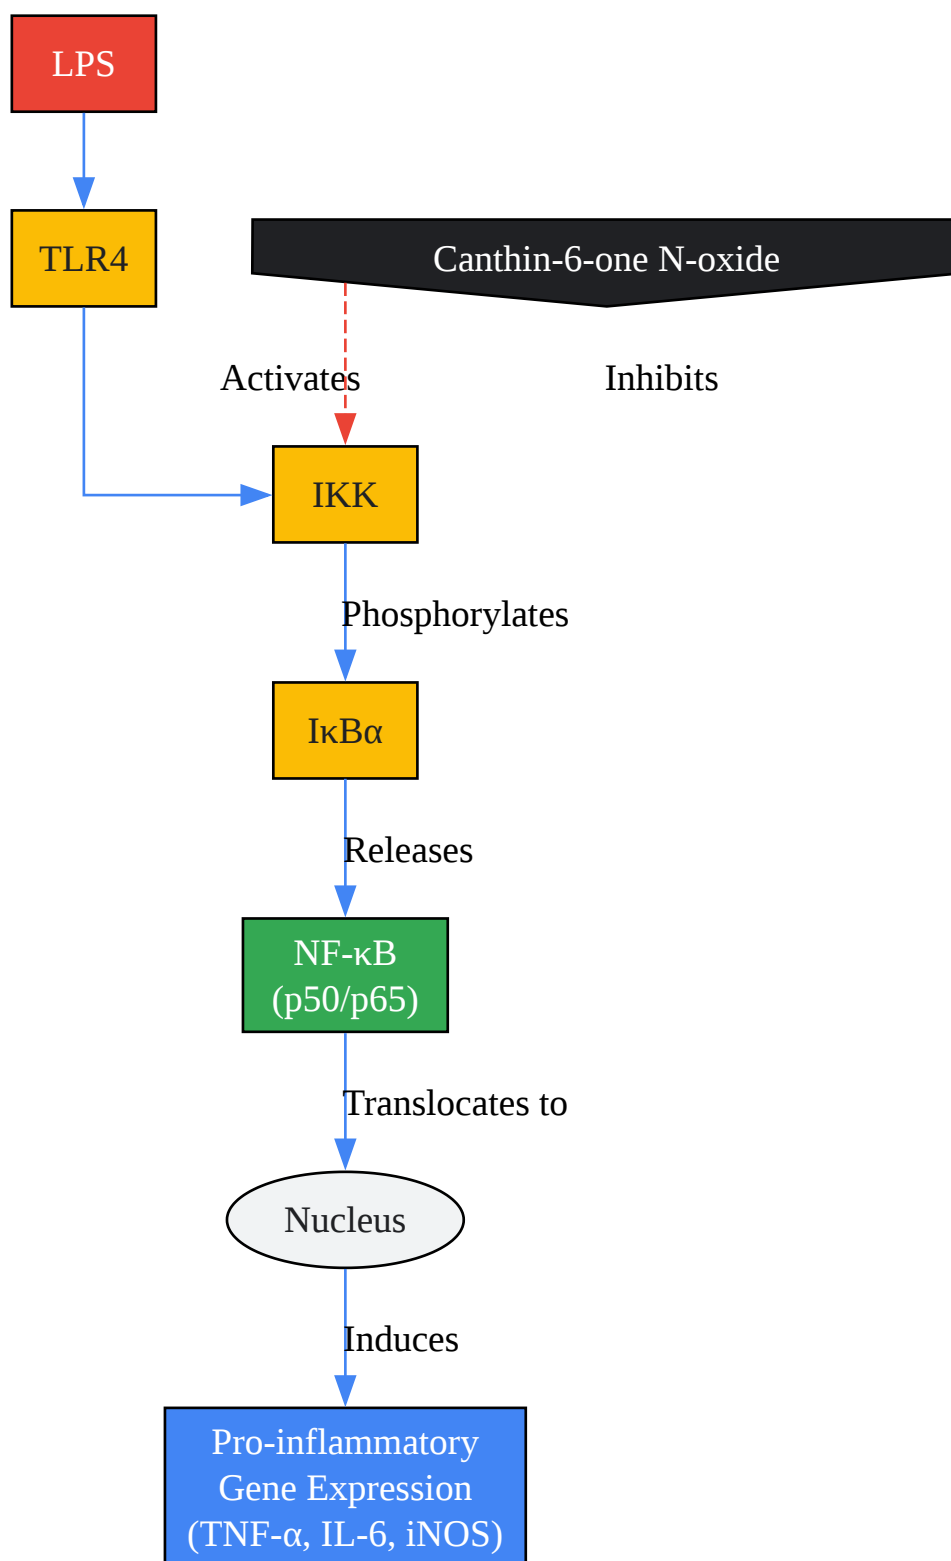 LPS
TLR4
Canthin-6-one N-oxide
Activates
Inhibits
IKK
Phosphorylates
IκBα
Releases
NF-κB
(p50/p65)
Translocates to
Nucleus
Induces
Pro-inflammatory
Gene Expression
(TNF-α, IL-6, iNOS)